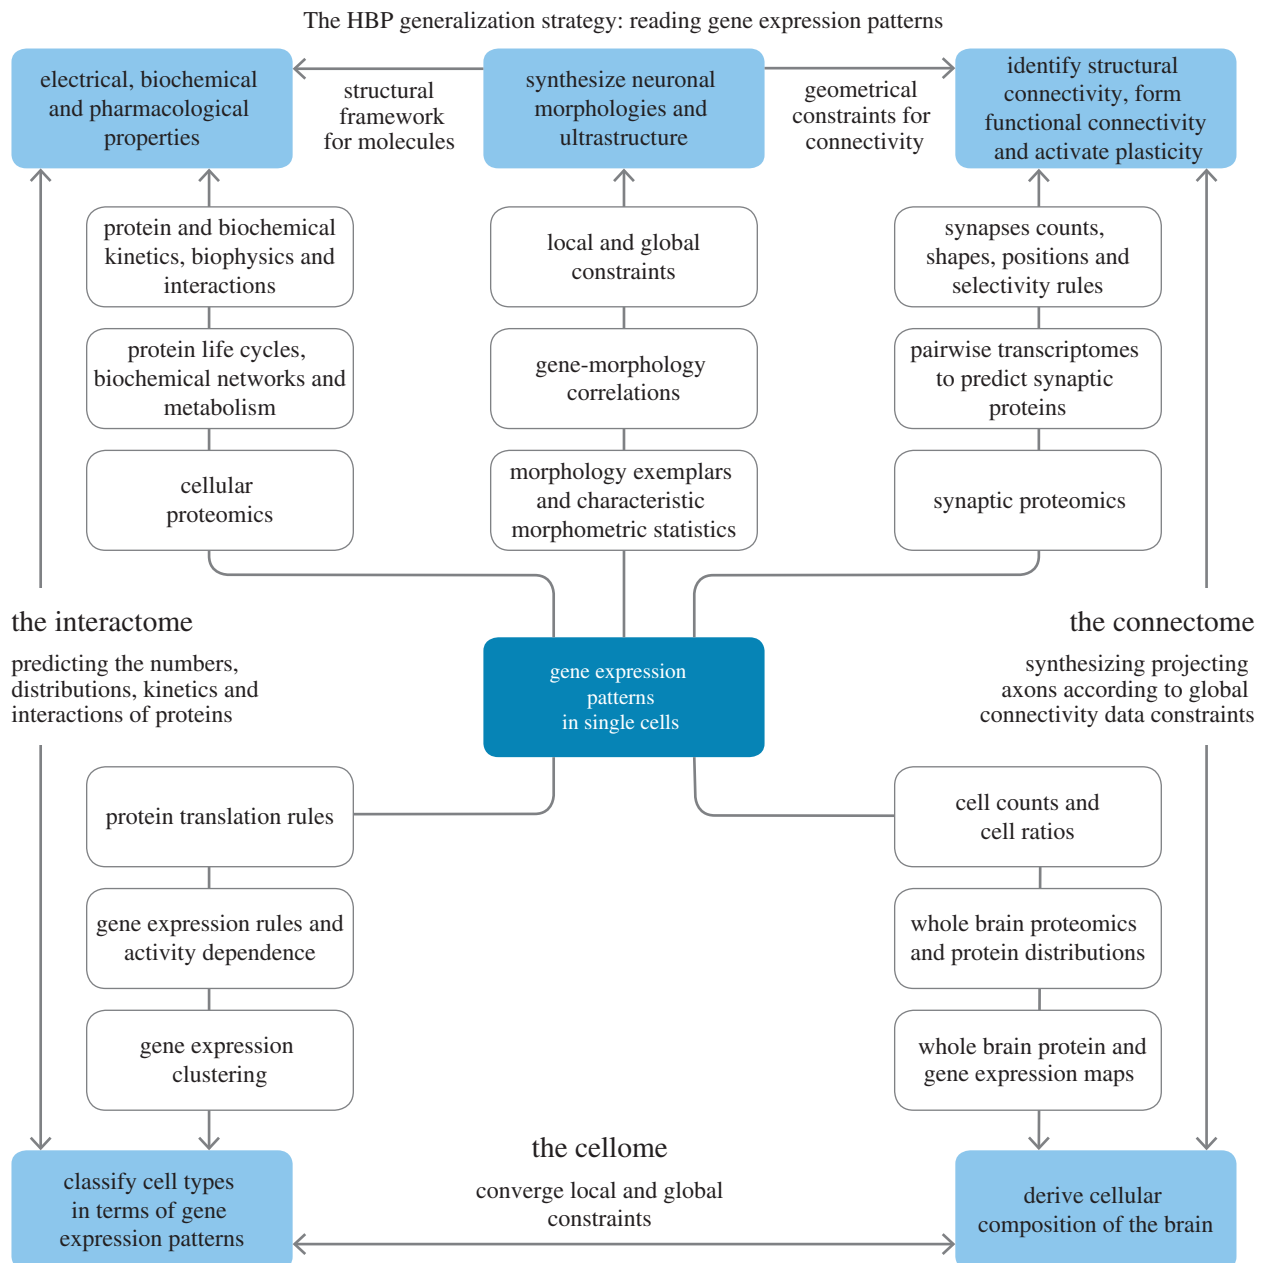 The HBP generalization strategy: reading gene expression patterns
electrical, biochemical
and pharmacological
properties
structural
framework
for molecules
synthesize neuronal
morphologies and
ultrastructure
geometrical
constraints for
connectivity
identify structural
connectivity, form
functional connectivity
and activate plasticity
protein and biochemical
kinetics, biophysics and
interactions
local and global
constraints
synapses counts,
shapes, positions and
selectivity rules
protein life cycles,
biochemical networks and
metabolism
gene-morphology
correlations
pairwise transcriptomes
to predict synaptic
proteins
cellular
proteomics
morphology exemplars
and characteristic
morphometric statistics
synaptic proteomics
the interactome
predicting the numbers,
distributions, kinetics and
interactions of proteins
gene expression
patterns
in single cells
the connectome
synthesizing projecting
axons according to global
connectivity data constraints
protein translation rules
cell counts and
cell ratios
gene expression rules and
activity dependence
whole brain proteomics
and protein distributions
gene expression
clustering
whole brain protein and
gene expression maps
classify cell types
in terms of gene
expression patterns
the cellome
converge local and global
constraints
derive cellular
composition of the brain